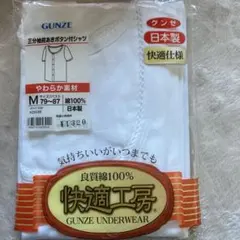 GUNZE
三分袖前あきボタン付シャツ
グンゼ
日本製
快適仕様
やわらか素材
M
79~87
綿100%
日本製
気持ちいいがいつまでも
良質綿100%
快適工房
GUNZE UNDERWEAR